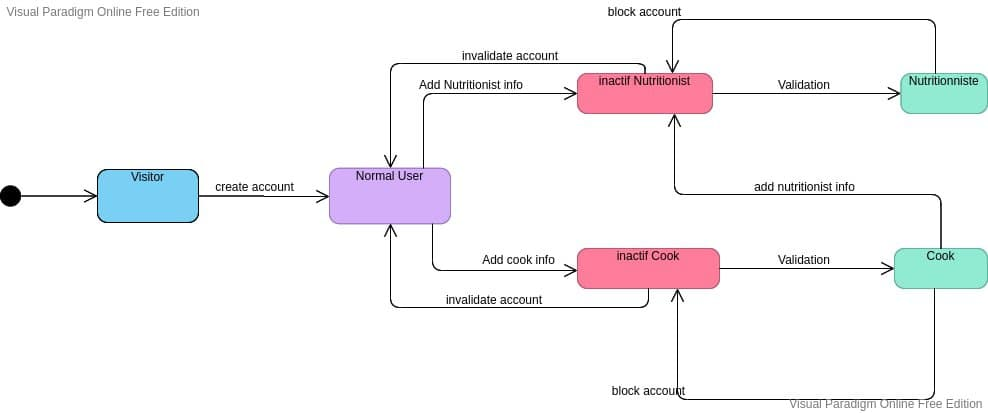 Visual Paradigm Online Free Edition
block account
invalidate account
Add Nutritionist info
inactif Nutritionist
Validation
Nutritionniste
Visitor
create account
Normal User
add nutritionist info
Add cook info
inactif Cook
Validation
Cook
invalidate account
block account
Visual Paradigm Online Free Edition